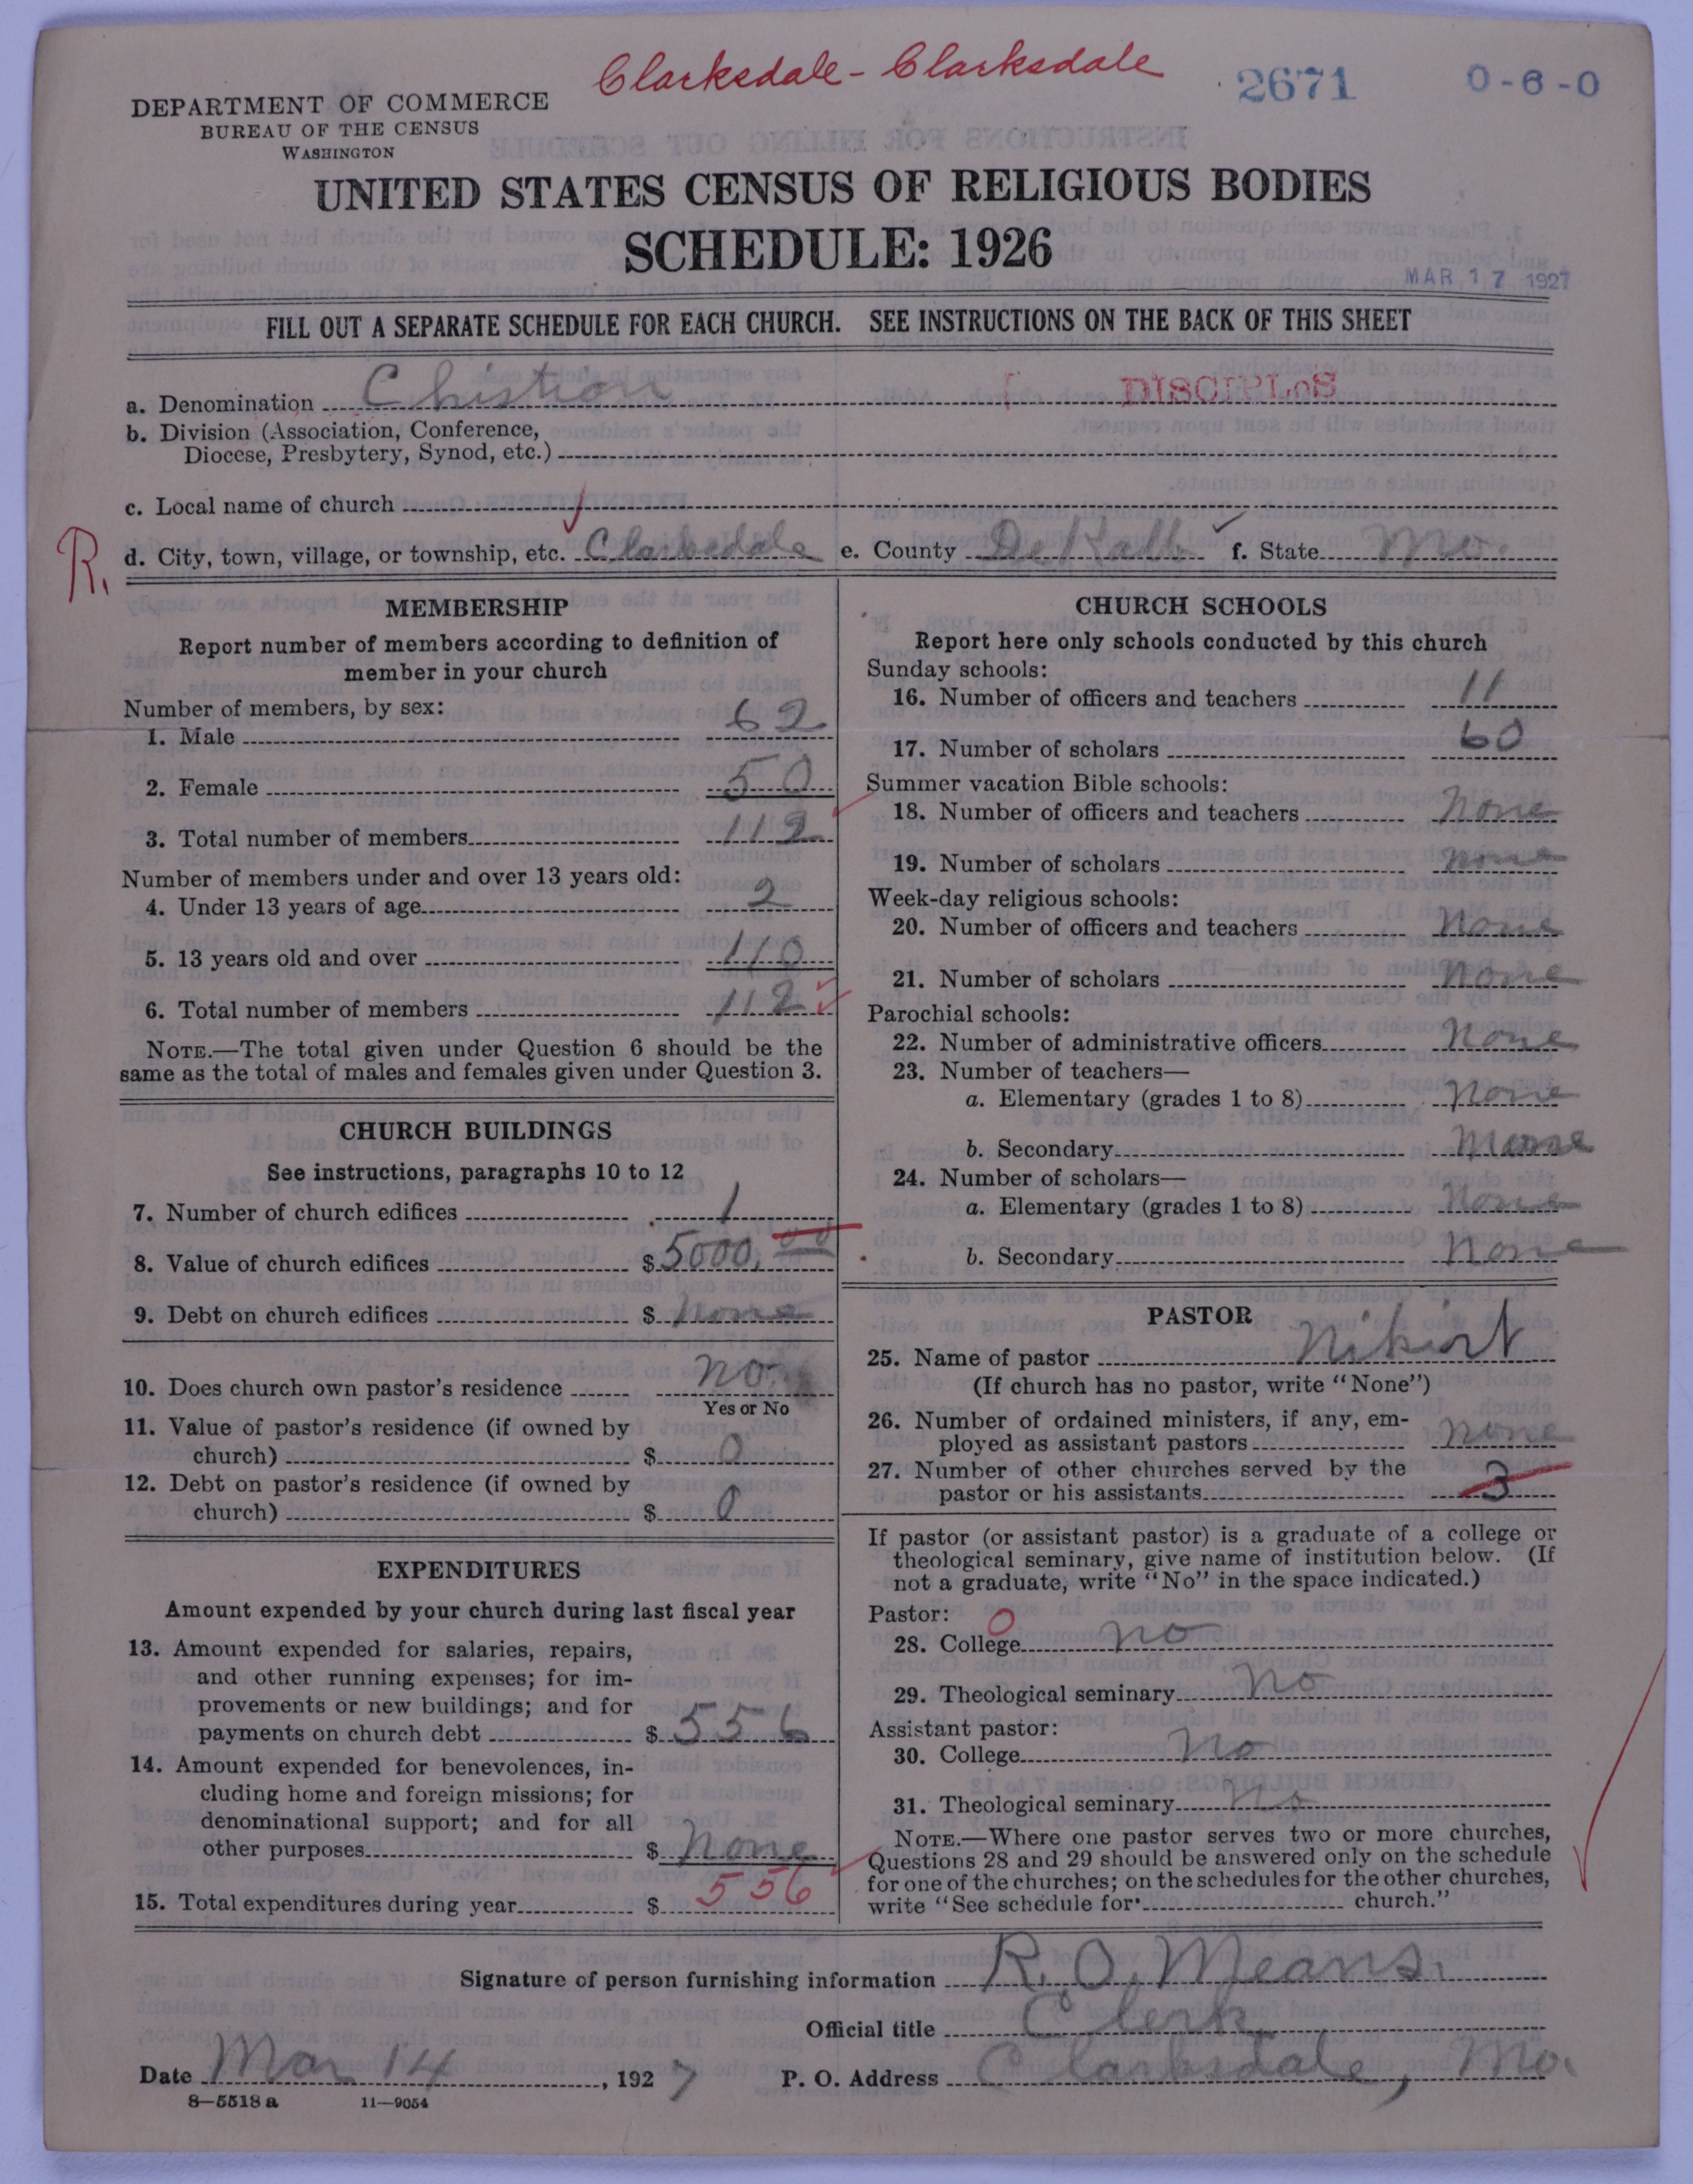 Clarksdale - Clarksdale
2671
0-6-0
DEPARTMENT OF COMMERCE
BUREAU OF THE CENSUS
WASHINGTON
UNITED STATES CENSUS OF RELIGIOUS BODIES
SCHEDULE: 1926
MAR 17 1927
FILL OUT A SEPARATE SCHEDULE FOR EACH CHURCH. SEE INSTRUCTIONS ON THE BACK OF THIS SHEET
a. Denomination Chistian DISCIPLES
b. Division (Association, Conference,
Diocese, Presbytery, Synod, etc.)
c. Local name of church
R.
d. City, town, village, or township, etc. Clarksdale e. County DeKalb f. State Mo.
MEMBERSHIP
Report number of members according to definition of
member in your church
Number of members, by sex:
1. Male 62
2. Female 50
3. Total number of members 112
Number of members under and over 13 years old:
4. Under 13 years of age 2
5. 13 years old and over 110
6. Total number of members 112
NOTE.—The total given under Question 6 should be the
same as the total of males and females given under Question 3.
CHURCH BUILDINGS
See instructions, paragraphs 10 to 12
7. Number of church edifices 1
8. Value of church edifices $5000.00
9. Debt on church edifices $ none
10. Does church own pastor's residence no
Yes or No
11. Value of pastor's residence (if owned by
church) $ 0
12. Debt on pastor's residence (if owned by
church) $ 0
EXPENDITURES
Amount expended by your church during last fiscal year
13. Amount expended for salaries, repairs,
and other running expenses; for im-
provements or new buildings; and for
payments on church debt $ 556
14. Amount expended for benevolences, in-
cluding home and foreign missions; for
denominational support; and for all
other purposes $ none
15. Total expenditures during year $ 556
CHURCH SCHOOLS
Report here only schools conducted by this church
Sunday schools:
16. Number of officers and teachers 11
17. Number of scholars 60
Summer vacation Bible schools:
18. Number of officers and teachers none
19. Number of scholars none
Week-day religious schools:
20. Number of officers and teachers none
21. Number of scholars none
Parochial schools:
22. Number of administrative officers none
23. Number of teachers—
a. Elementary (grades 1 to 8) none
b. Secondary none
24. Number of scholars—
a. Elementary (grades 1 to 8) none
b. Secondary none
PASTOR
25. Name of pastor
(If church has no pastor, write "None")
26. Number of ordained ministers, if any, em-
ployed as assistant pastors none
27. Number of other churches served by the
pastor or his assistants 3
If pastor (or assistant pastor) is a graduate of a college or
theological seminary, give name of institution below. (If
not a graduate, write "No" in the space indicated.)
Pastor: 0
28. College no
29. Theological seminary no
Assistant pastor:
30. College no
31. Theological seminary no
NOTE.—Where one pastor serves two or more churches,
Questions 28 and 29 should be answered only on the schedule
for one of the churches; on the schedules for the other churches,
write "See schedule for church."
Signature of person furnishing information R. O. Means.
Official title Clerk
Date Mar 14, 1927 P. O. Address Clarksdale, Mo.
8—5518 a 11—9054